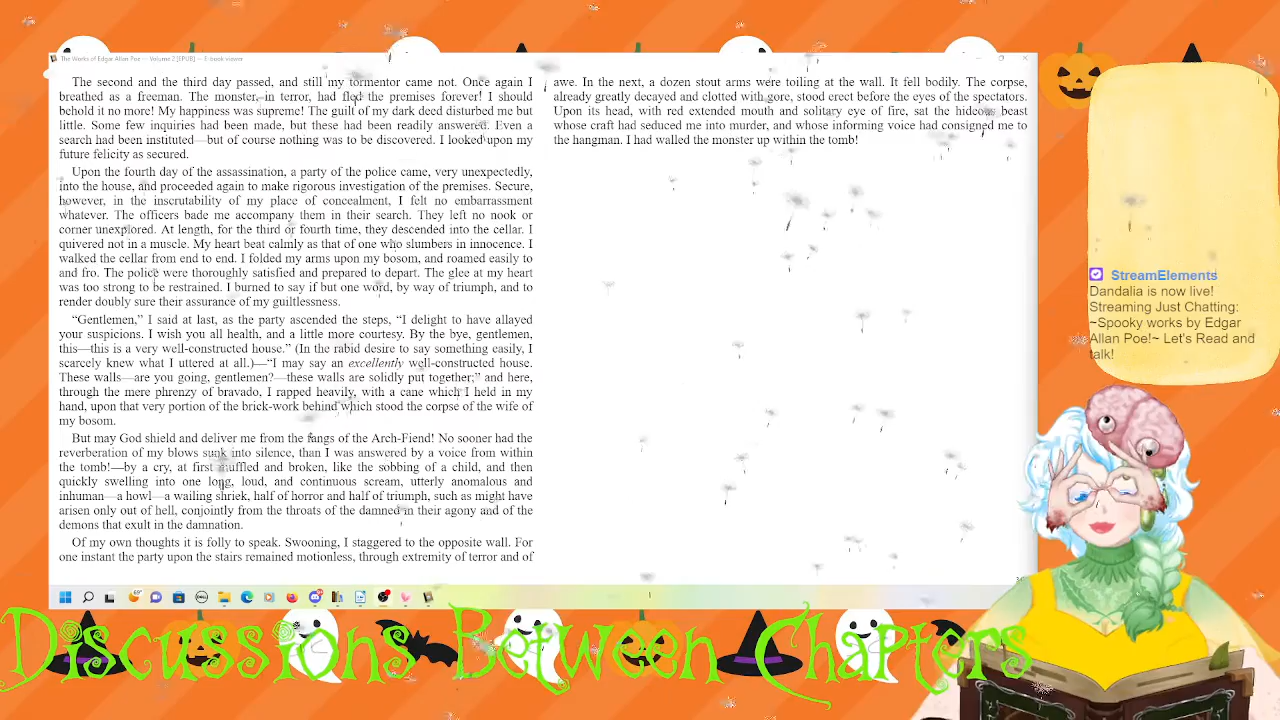 The Works of Edgar Allan Poe — Volume 2 [EPUB] — E-book viewer
The second and the third day passed, and still my tormentor came not. Once again I
breathed as a freeman. The monster, in terror, had fled the premises forever! I should
behold it no more! My happiness was supreme! The guilt of my dark deed disturbed me but
little. Some few inquiries had been made, but these had been readily answered. Even a
search had been instituted—but of course nothing was to be discovered. I looked upon my
future felicity as secured.
Upon the fourth day of the assassination, a party of the police came, very unexpectedly,
into the house, and proceeded again to make rigorous investigation of the premises. Secure,
however, in the inscrutability of my place of concealment, I felt no embarrassment
whatever. The officers bade me accompany them in their search. They left no nook or
corner unexplored. At length, for the third or fourth time, they descended into the cellar. I
quivered not in a muscle. My heart beat calmly as that of one who slumbers in innocence. I
walked the cellar from end to end. I folded my arms upon my bosom, and roamed easily to
and fro. The police were thoroughly satisfied and prepared to depart. The glee at my heart
was too strong to be restrained. I burned to say if but one word, by way of triumph, and to
render doubly sure their assurance of my guiltlessness.
“Gentlemen,” I said at last, as the party ascended the steps, “I delight to have allayed
your suspicions. I wish you all health, and a little more courtesy. By the bye, gentlemen,
this—this is a very well-constructed house.” (In the rabid desire to say something easily, I
scarcely knew what I uttered at all.)—“I may say an excellently well-constructed house.
These walls—are you going, gentlemen?—these walls are solidly put together;” and here,
through the mere phrenzy of bravado, I rapped heavily, with a cane which I held in my
hand, upon that very portion of the brick-work behind which stood the corpse of the wife of
my bosom.
But may God shield and deliver me from the fangs of the Arch-Fiend! No sooner had the
reverberation of my blows sunk into silence, than I was answered by a voice from within
the tomb!—by a cry, at first muffled and broken, like the sobbing of a child, and then
quickly swelling into one long, loud, and continuous scream, utterly anomalous and
inhuman—a howl—a wailing shriek, half of horror and half of triumph, such as might have
arisen only out of hell, conjointly from the throats of the damned in their agony and of the
demons that exult in the damnation.
Of my own thoughts it is folly to speak. Swooning, I staggered to the opposite wall. For
one instant the party upon the stairs remained motionless, through extremity of terror and of
awe. In the next, a dozen stout arms were toiling at the wall. It fell bodily. The corpse,
already greatly decayed and clotted with gore, stood erect before the eyes of the spectators.
Upon its head, with red extended mouth and solitary eye of fire, sat the hideous beast
whose craft had seduced me into murder, and whose informing voice had consigned me to
the hangman. I had walled the monster up within the tomb!
StreamElements
Dandalia is now live!
Streaming Just Chatting:
~Spooky works by Edgar
Allan Poe!~ Let's Read and
talk!
Discussions Between Chapters